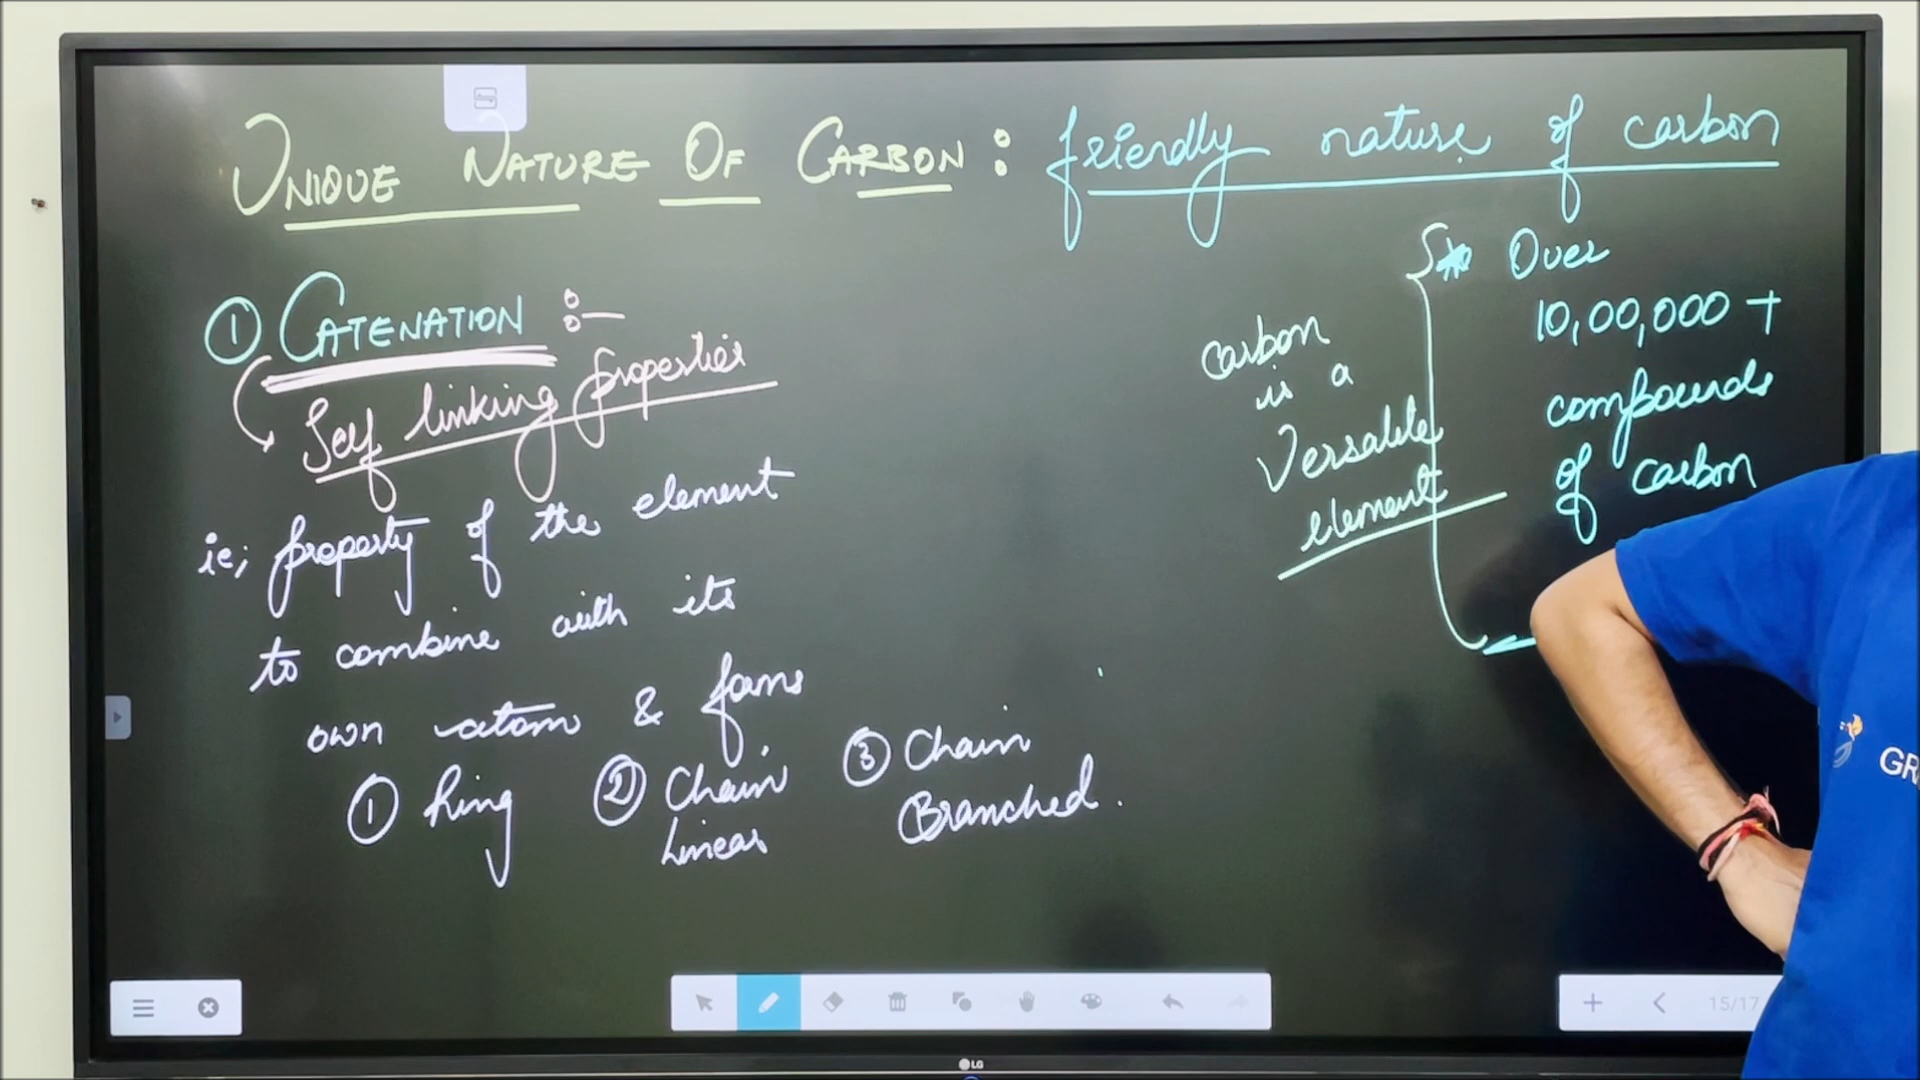 UNIQUE NATURE OF CARBON : friendly nature of carbon
① CATENATION :-
Self linking properties
ie; property of the element
to combine with its
own atom & forms
① Ring ② Chain ③ Chain
Linear Branched.
carbon
is a
Versalite
element
* Over
10,00,000 +
compounds
of carbon
15/17
LG
GR